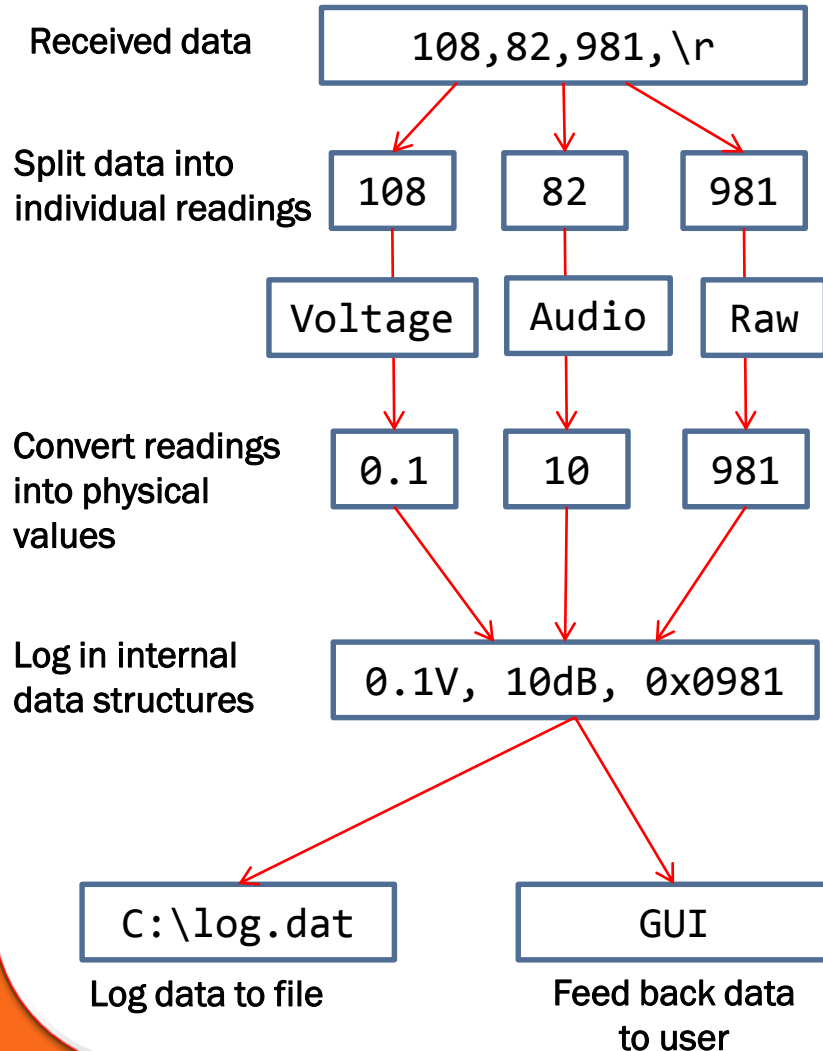 Received data
108,82,981,\r
Split data into
individual readings
108
82
981
Voltage
Audio
Raw
Convert readings
into physical
values
0.1
10
981
Log in internal
data structures
0.1V, 10dB, 0x0981
C:\log.dat
GUI
Log data to file
Feed back data
to user